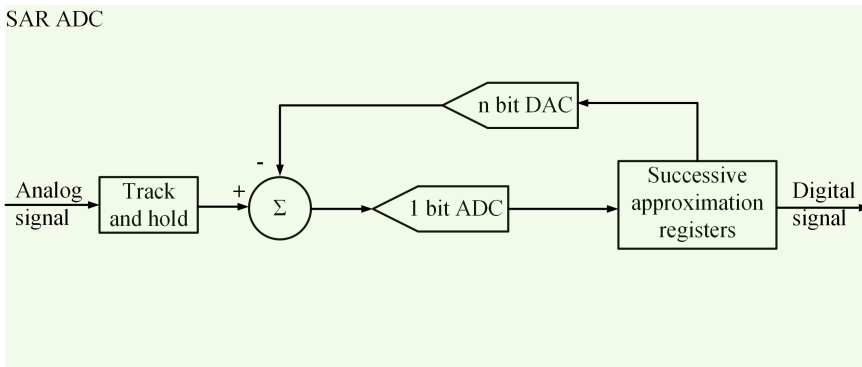 SAR ADC
n bit DAC
-
Analog
signal
Track
and hold
+
Σ
1 bit ADC
Successive
approximation
registers
Digital
signal